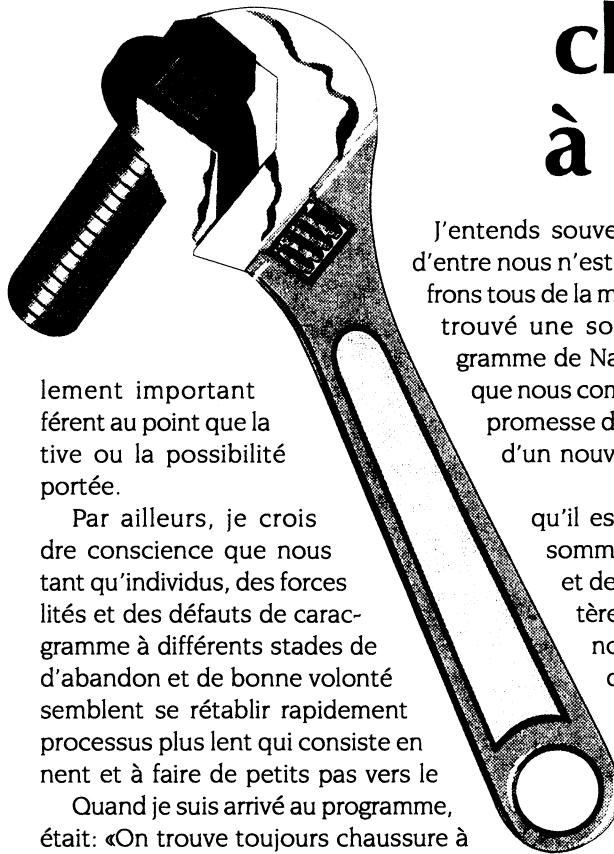 à
J'entends souve
d'entre nous n'est
frons tous de la m
trouvé une so
gramme de Na
lement important que nous con
férent au point que la promesse d
tive ou la possibilité d'un nouv
portée.
Par ailleurs, je crois qu'il es
dre conscience que nous somm
tant qu'individus, des forces et de
lités et des défauts de carac- tère
gramme à différents stades de no
d'abandon et de bonne volonté
semblent se rétablir rapidement
processus plus lent qui consiste en
nent et à faire de petits pas vers le
Quand je suis arrivé au programme,
était: «On trouve toujours chaussure à